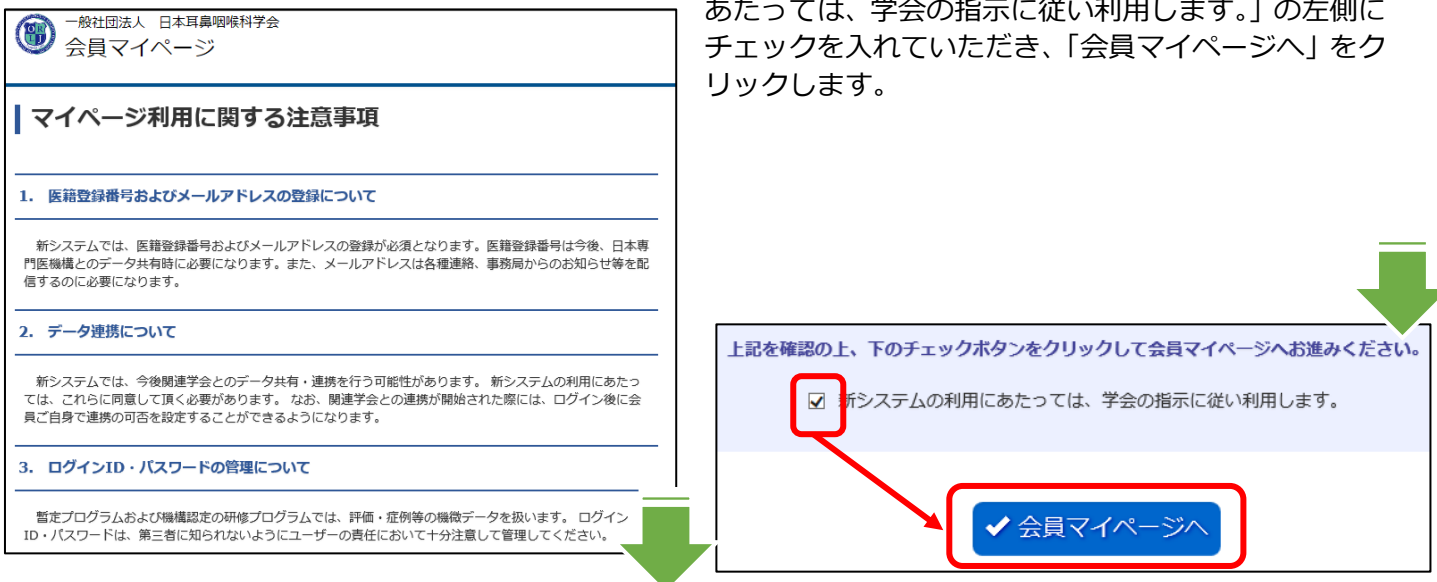 一般社団法人 日本耳鼻咽喉科学会
会員マイページ
マイページ利用に関する注意事項
1. 医籍登録番号およびメールアドレスの登録について
新システムでは、医籍登録番号およびメールアドレスの登録が必須となります。医籍登録番号は今後、日本専
門医機構とのデータ共有時に必要になります。また、メールアドレスは各種連絡、事務局からのお知らせ等を配
信するのに必要になります。
2. データ連携について
新システムでは、今後関連学会とのデータ共有・連携を行う可能性があります。 新システムの利用にあたっ
ては、これらに同意して頂く必要があります。 なお、関連学会との連携が開始された際には、ログイン後に会
員ご自身で連携の可否を設定することができるようになります。
3. ログインID・パスワードの管理について
暫定プログラムおよび機構認定の研修プログラムでは、評価・症例等の機微データを扱います。 ログイン
ID・パスワードは、第三者に知られないようにユーザーの責任において十分注意して管理してください。
あたっては、学会の指示に従い利用します。」の左側に
チェックを入れていただき、「会員マイページへ」をク
リックします。
上記を確認の上、下のチェックボタンをクリックして会員マイページへお進みください。
新システムの利用にあたっては、学会の指示に従い利用します。
会員マイページへ